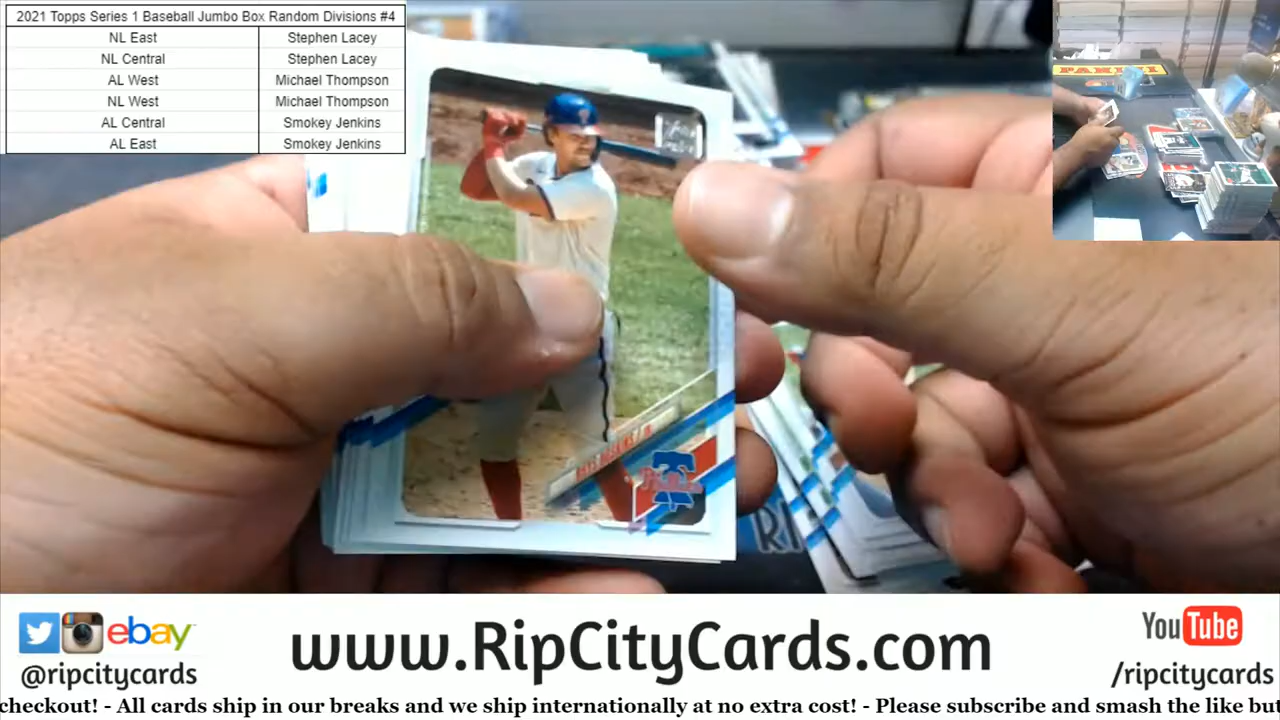 2021 Topps Series 1 Baseball Jumbo Box Random Divisions #4
NL East Stephen Lacey
NL Central Stephen Lacey
AL West Michael Thompson
NL West Michael Thompson
AL Central Smokey Jenkins
AL East Smokey Jenkins
PANINI
RHYS HOSKINS
Phillies
ebay
@ripcitycards
www.RipCityCards.com
YouTube
/ripcitycards
checkout! - All cards ship in our breaks and we ship internationally at no extra cost! - Please subscribe and smash the like but